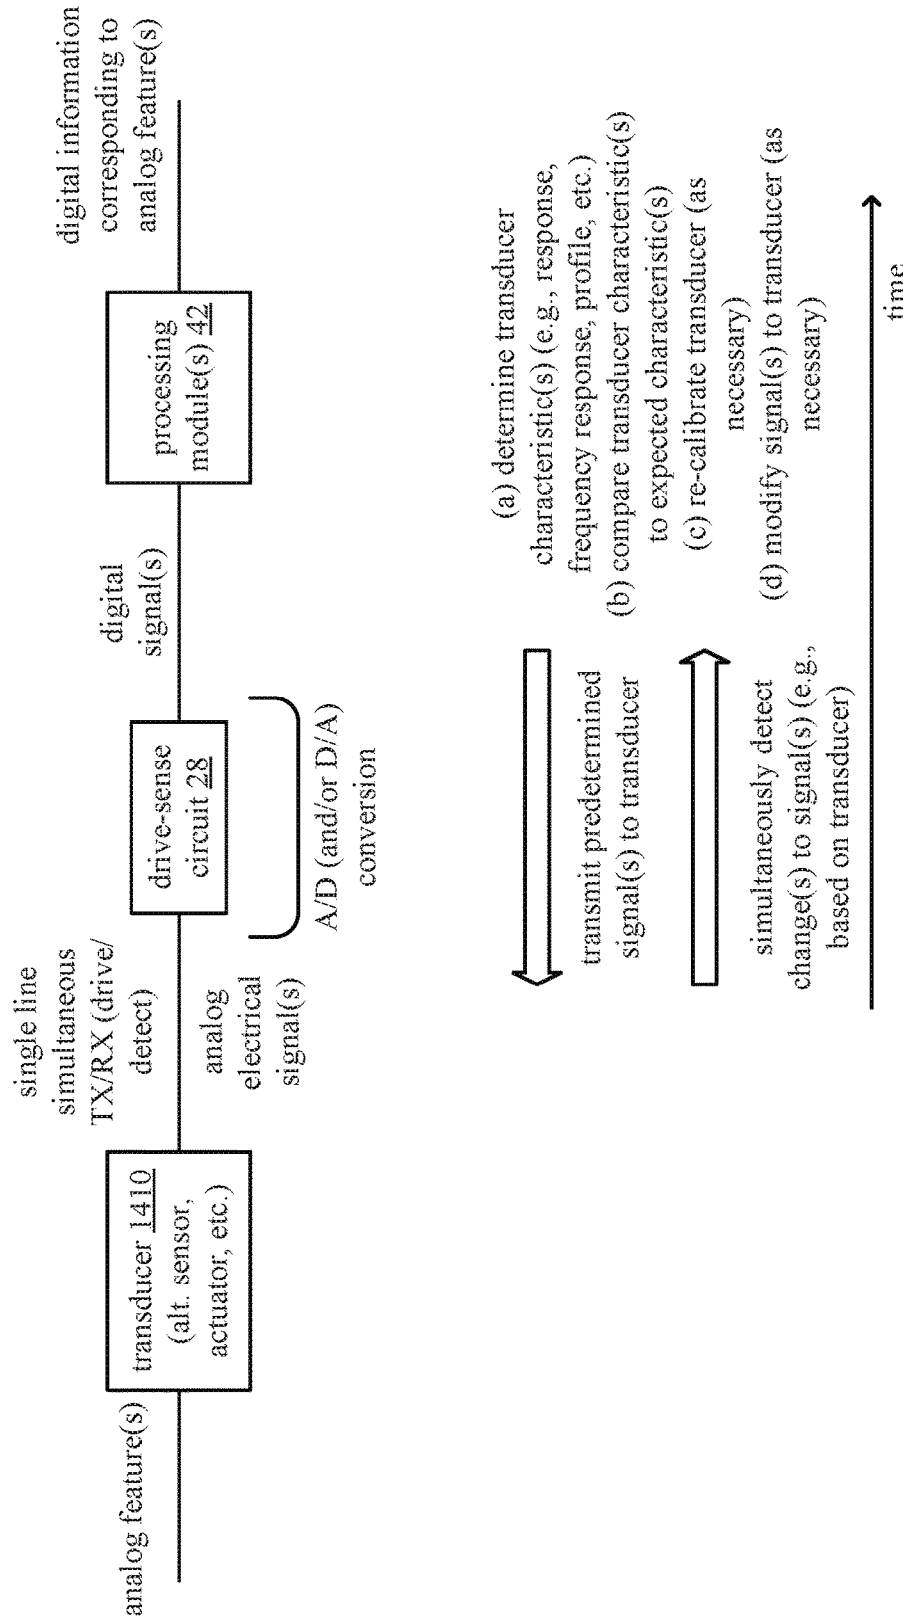 analog feature(s)
transducer 1410
(alt. sensor,
actuator, etc.)
single line
simultaneous
TX/RX (drive/
detect)
analog
electrical
signal(s)
drive-sense
circuit 28
A/D (and/or D/A)
conversion
digital
signal(s)
processing
module(s) 42
digital information
corresponding to
analog feature(s)
transmit predetermined
signal(s) to transducer
simultaneously detect
change(s) to signal(s) (e.g.,
based on transducer)
(a) determine transducer
characteristic(s) (e.g., response,
frequency response, profile, etc.)
(b) compare transducer characteristic(s)
to expected characteristic(s)
(c) re-calibrate transducer (as
necessary)
(d) modify signal(s) to transducer (as
necessary)
time